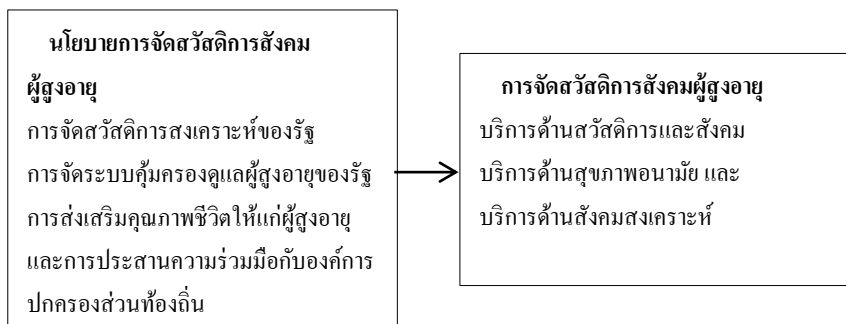 นโยบายการจัดสวัสดิการสังคม
ผู้สูงอายุ
การจัดสวัสดิการสงเคราะห์ของรัฐ
การจัดระบบคุ้มครองดูแลผู้สูงอายุของรัฐ
การส่งเสริมคุณภาพชีวิตให้แก่ผู้สูงอายุ
และการประสานความร่วมมือกับองค์การ
ปกครองส่วนท้องถิ่น
การจัดสวัสดิการสังคมผู้สูงอายุ
บริการด้านสวัสดิการและสังคม
บริการด้านสุขภาพอนามัย และ
บริการด้านสังคมสงเคราะห์